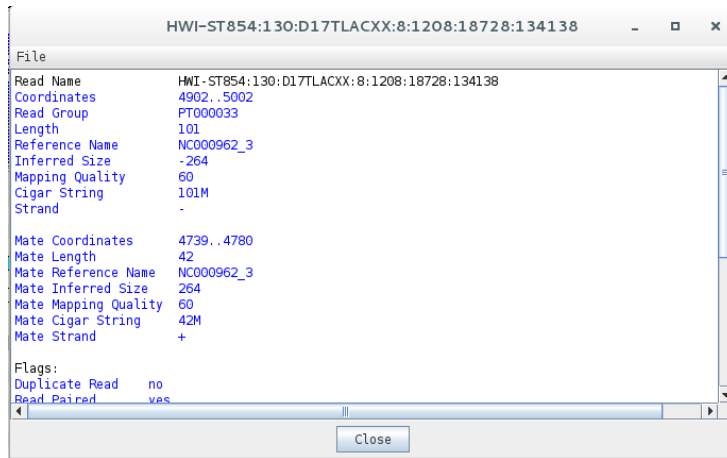 HWI-ST854:130:D17TLACXX:8:1208:18728:134138
File
Read Name HWI-ST854:130:D17TLACXX:8:1208:18728:134138
Coordinates 4902..5002
Read Group PT000033
Length 101
Reference Name NC000962_3
Inferred Size -264
Mapping Quality 60
Cigar String 101M
Strand -
Mate Coordinates 4739..4780
Mate Length 42
Mate Reference Name NC000962_3
Mate Inferred Size 264
Mate Mapping Quality 60
Mate Cigar String 42M
Mate Strand +
Flags:
Duplicate Read no
Read Paired yes
Close